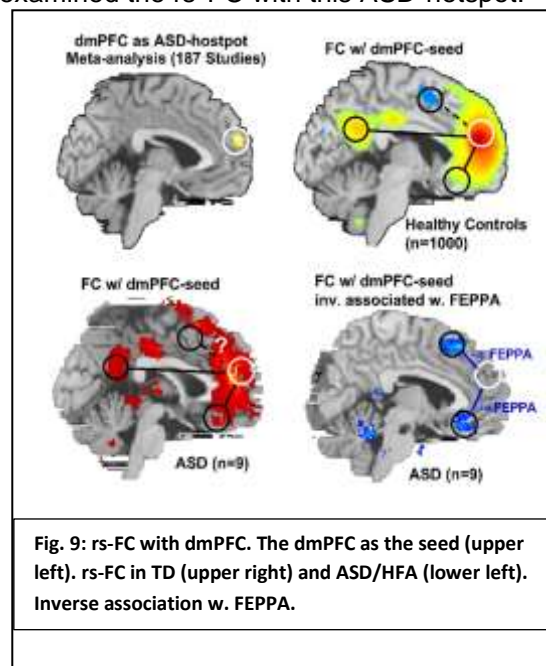 examined the rs-FC with this ASD-hotspot.
dmPFC as ASD-hostpot
Meta-analysis (187 Studies)
FC w/ dmPFC-seed
Healthy Controls
(n=1000)
FC w/ dmPFC-seed
?
ASD (n=9)
FC w/ dmPFC-seed
inv. associated w. FEPPA
-α FEPPA
-α FEPPA
ASD (n=9)
Fig. 9: rs-FC with dmPFC. The dmPFC as the seed (upper
left). rs-FC in TD (upper right) and ASD/HFA (lower left).
Inverse association w. FEPPA.